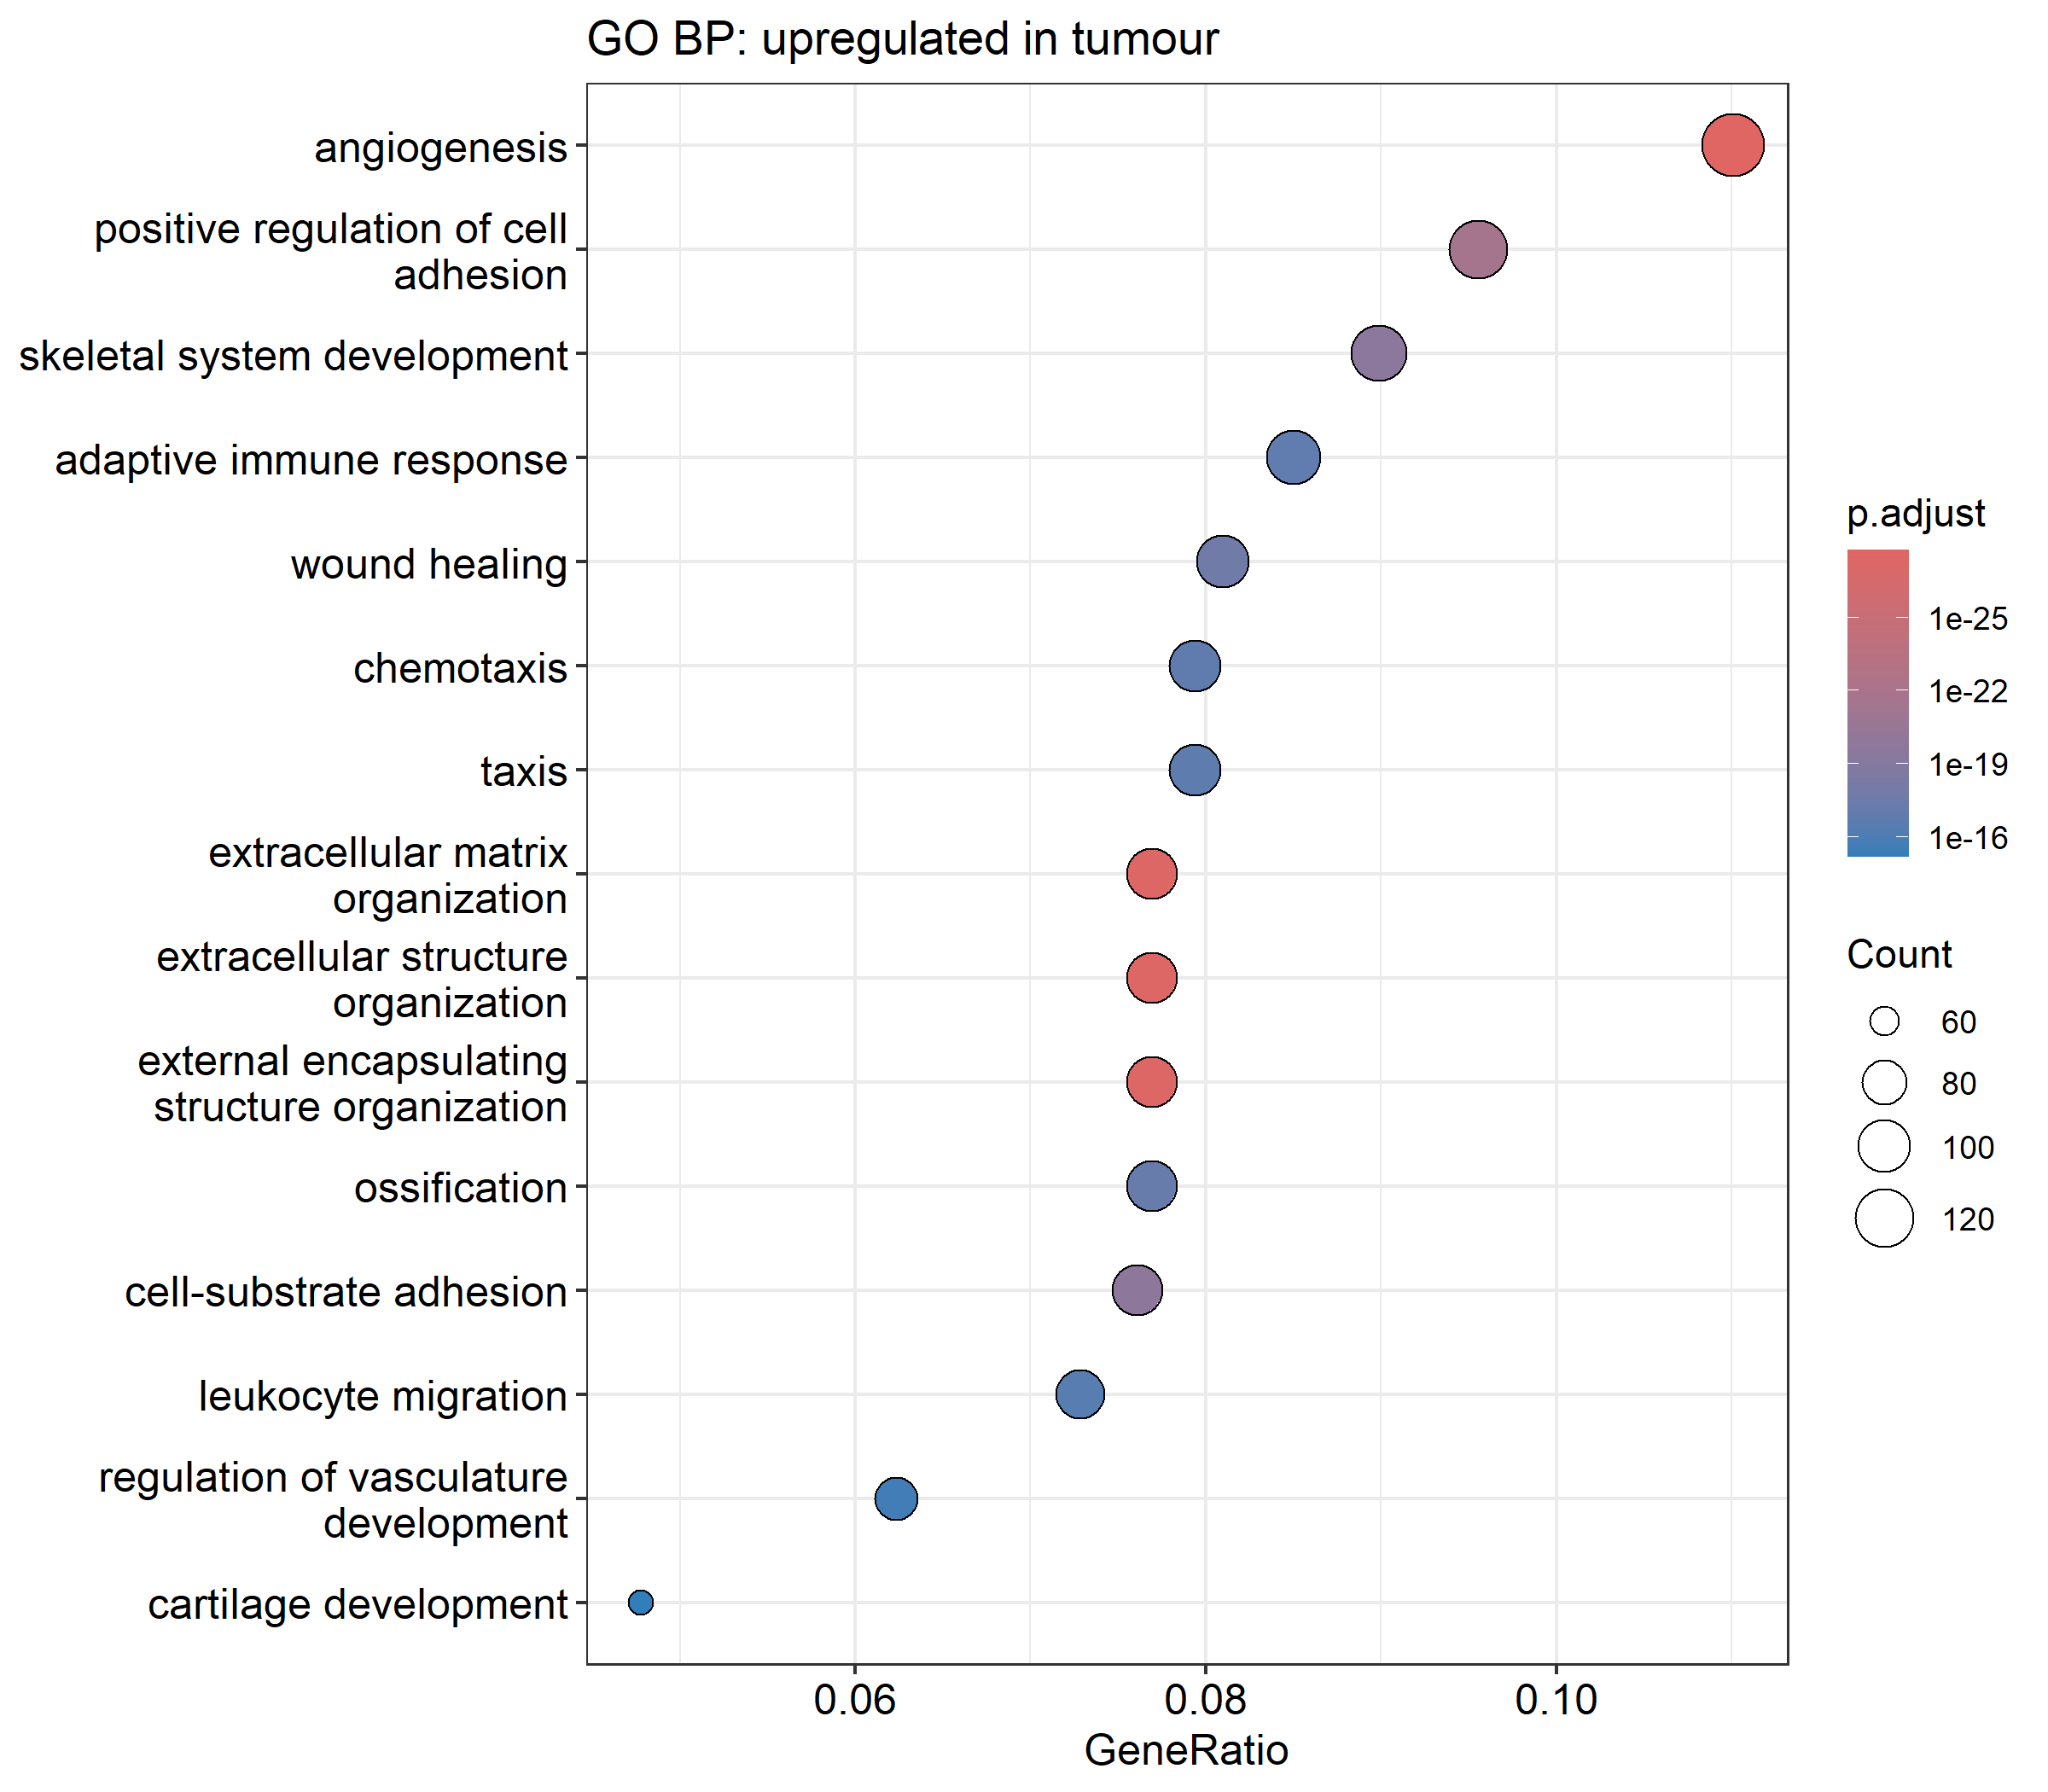 GO BP: upregulated in tumour
angiogenesis
positive regulation of cell
adhesion
skeletal system development
adaptive immune response
wound healing
chemotaxis
taxis
extracellular matrix
organization
extracellular structure
organization
external encapsulating
structure organization
ossification
cell-substrate adhesion
leukocyte migration
regulation of vasculature
development
cartilage development
0.06
0.08
0.10
GeneRatio
p.adjust
1e-25
1e-22
1e-19
1e-16
Count
60
80
100
120